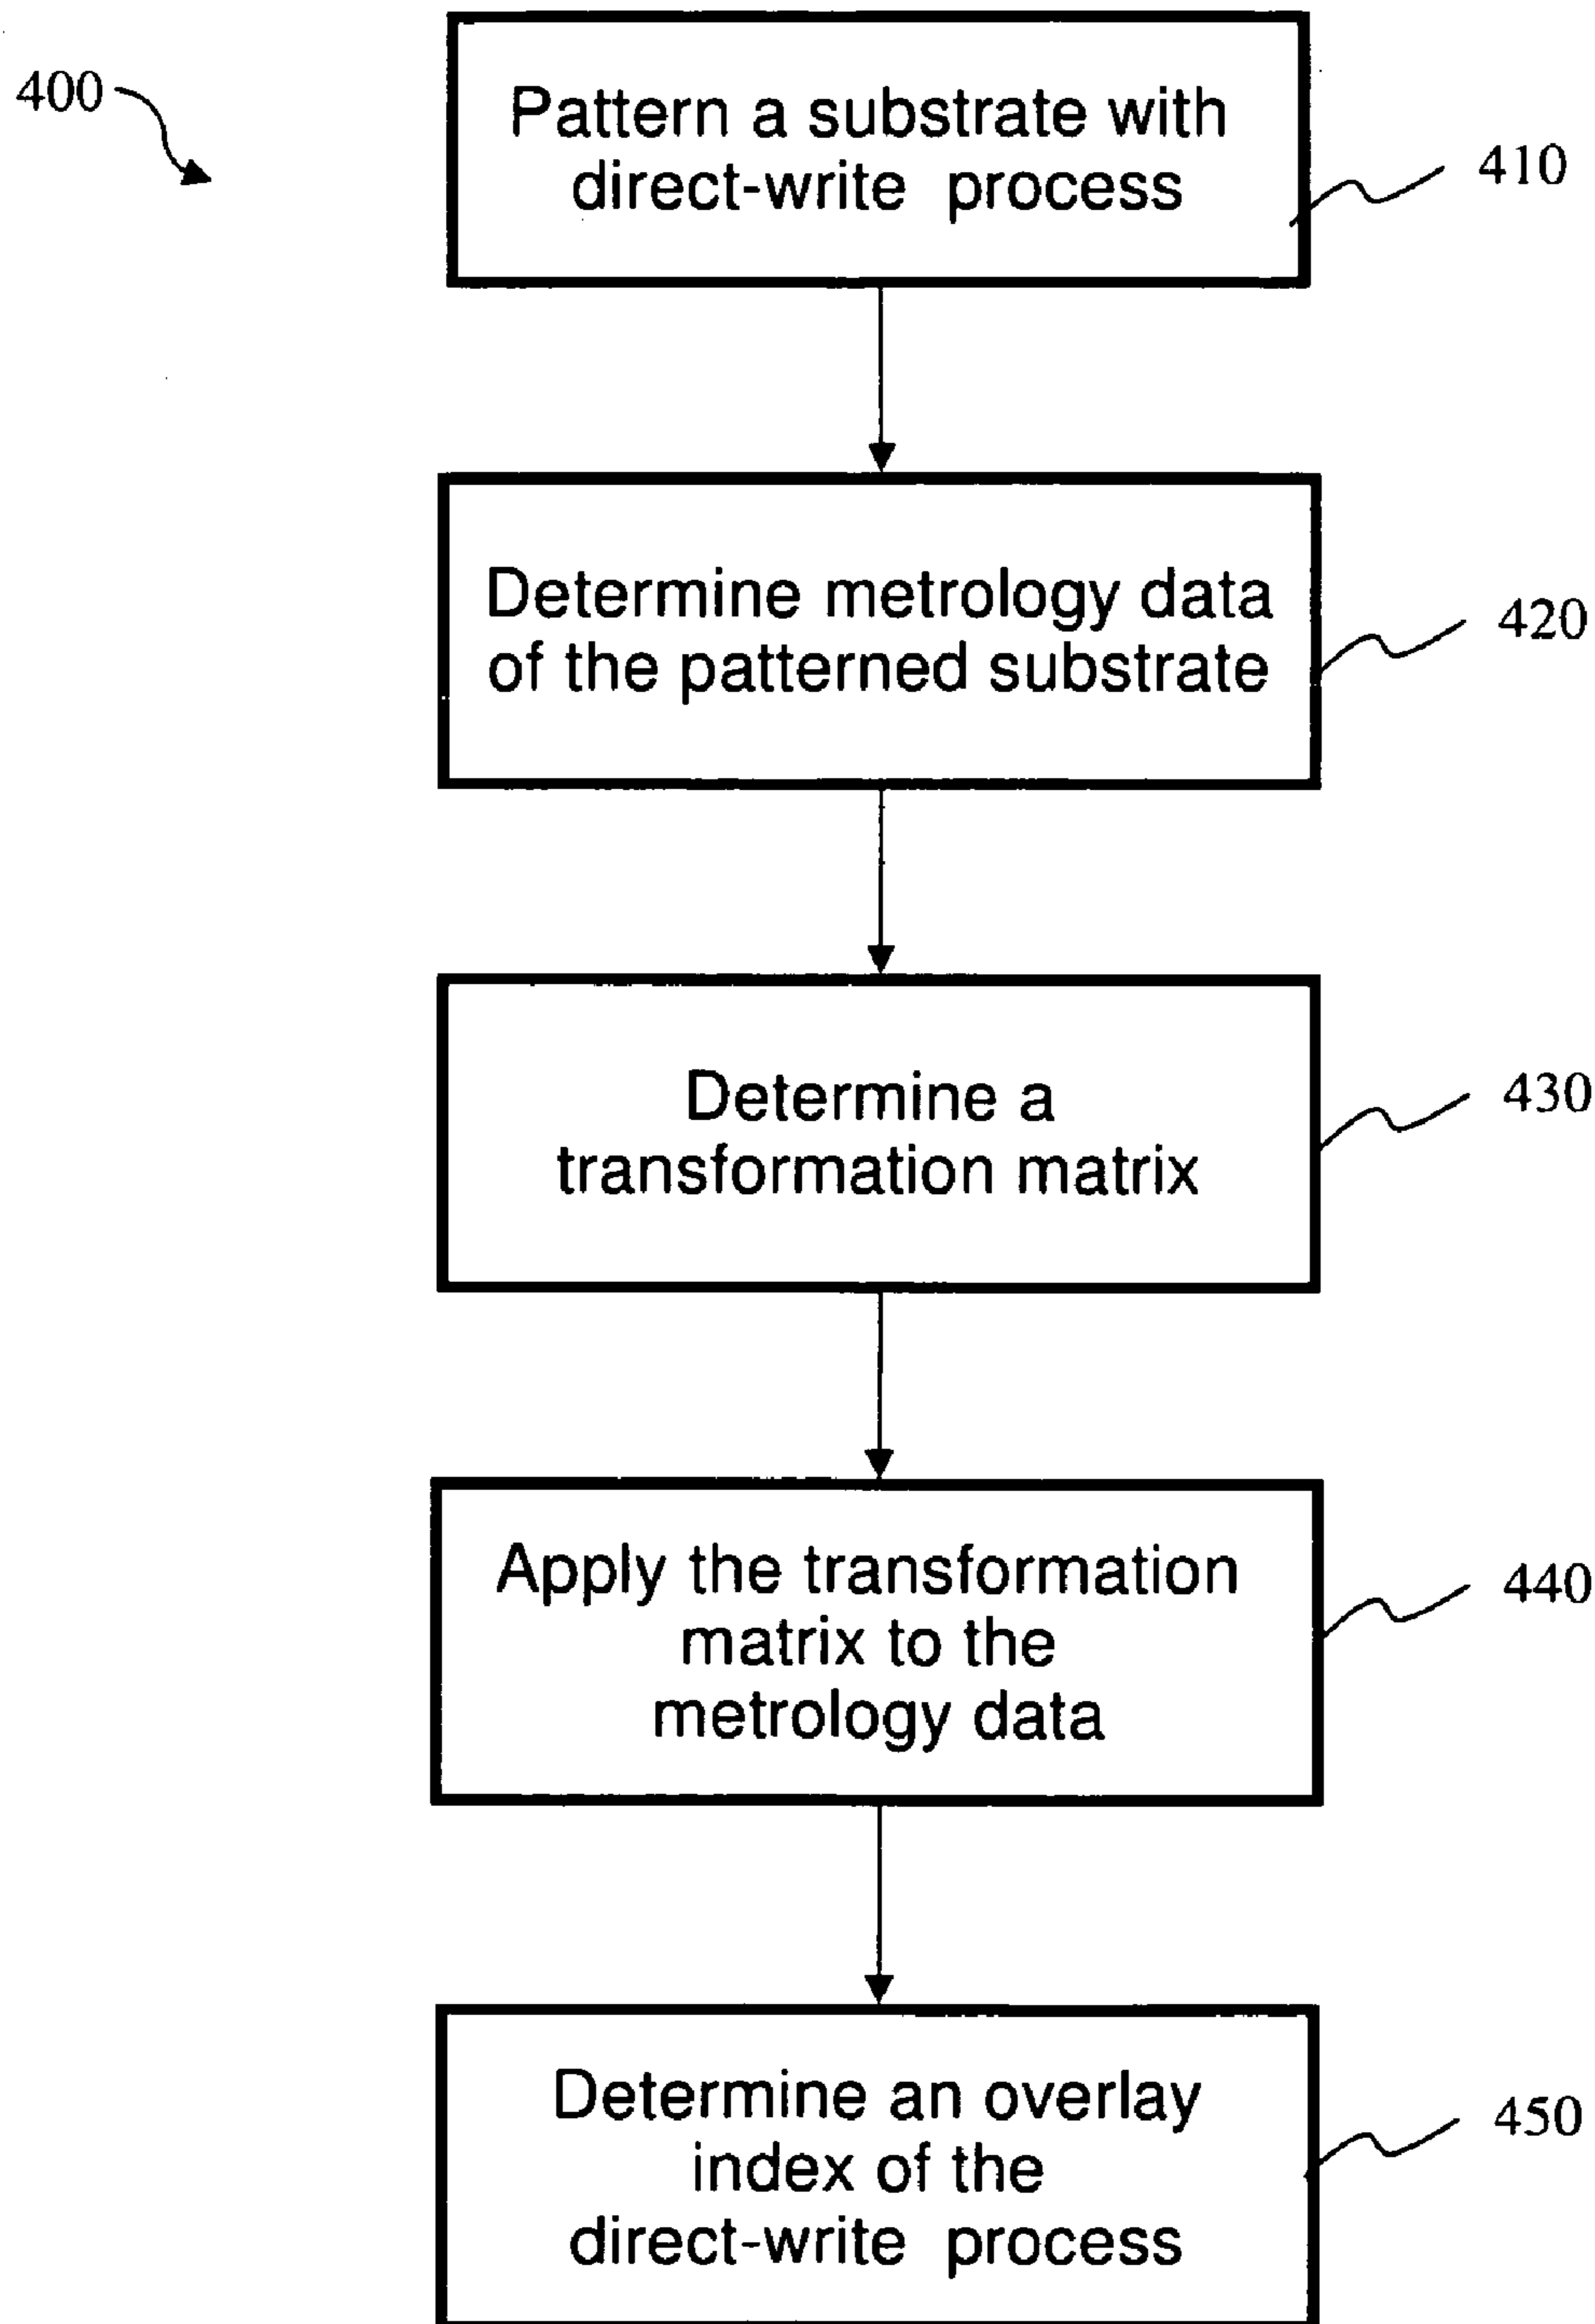 400
Pattern a substrate with
direct-write process
410
Determine metrology data
of the patterned substrate
420
Determine a
transformation matrix
430
Apply the transformation
matrix to the
metrology data
440
Determine an overlay
index of the
direct-write process
450